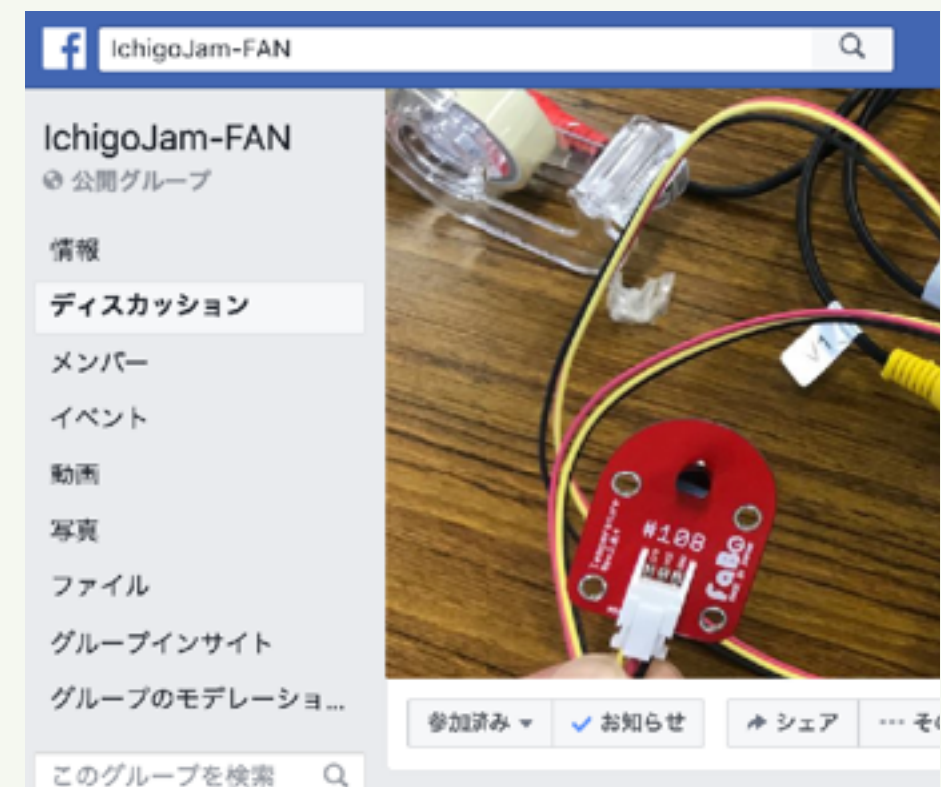 IchigoJam-FAN
IchigoJam-FAN
公開グループ
情報
ディスカッション
メンバー
イベント
動画
写真
ファイル
グループインサイト
グループのモデレーショ...
このグループを検索
V1
#108
Temperature
FaBo
参加済み
お知らせ
シェア
その